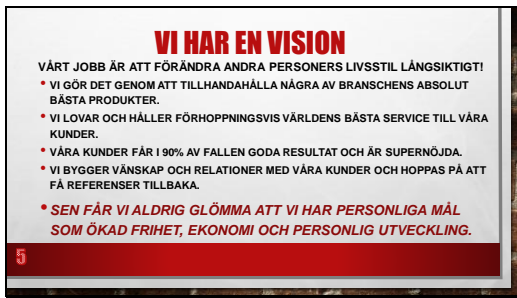 VI HAR EN VISION
VÅRT JOBB ÄR ATT FÖRÄNDRA ANDRA PERSONERS LIVSSTIL LÅNGSIKTIGT!
• VI GÖR DET GENOM ATT TILLHANDAHÅLLA NÅGRA AV BRANSCHENS ABSOLUT
BÄSTA PRODUKTER.
• VI LOVAR OCH HÅLLER FÖRHOPPNINGSVIS VÄRLDENS BÄSTA SERVICE TILL VÅRA
KUNDER.
• VÅRA KUNDER FÅR I 90% AV FALLEN GODA RESULTAT OCH ÄR SUPERNÖJDA.
• VI BYGGER VÄNSKAP OCH RELATIONER MED VÅRA KUNDER OCH HOPPAS PÅ ATT
FÅ REFERENSER TILLBAKA.
• SEN FÅR VI ALDRIG GLÖMMA ATT VI HAR PERSONLIGA MÅL
SOM ÖKAD FRIHET, EKONOMI OCH PERSONLIG UTVECKLING.
5